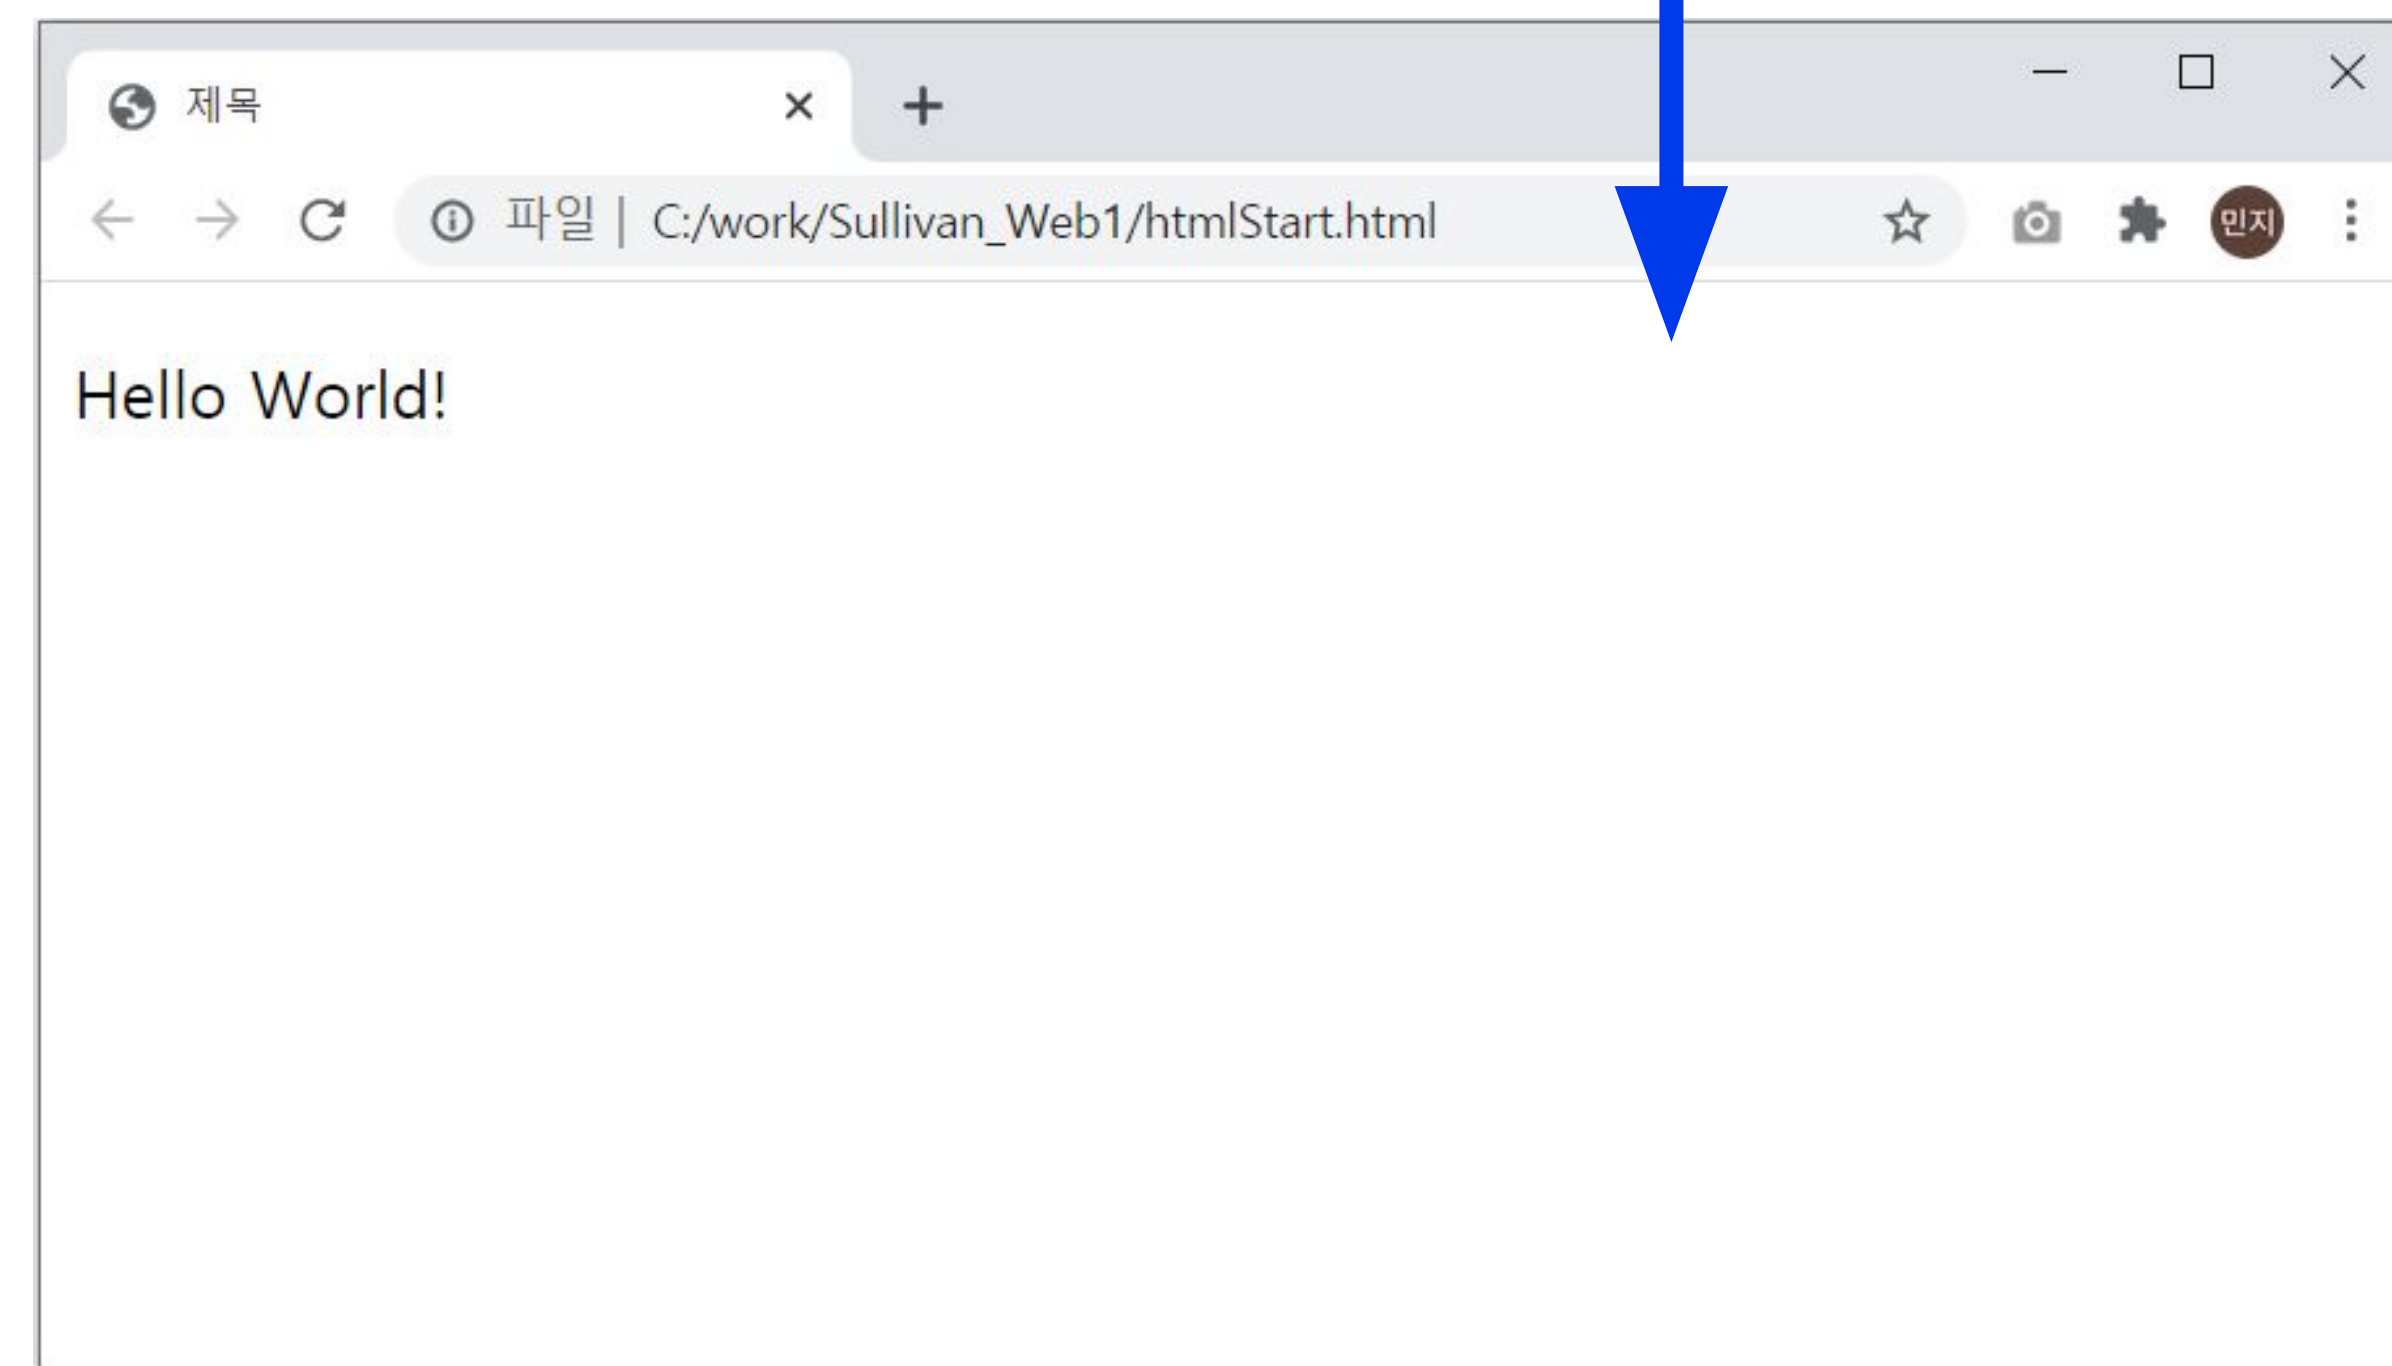 제목
파일 | C:/work/Sullivan_Web1/htmlStart.html
민지
Hello World!